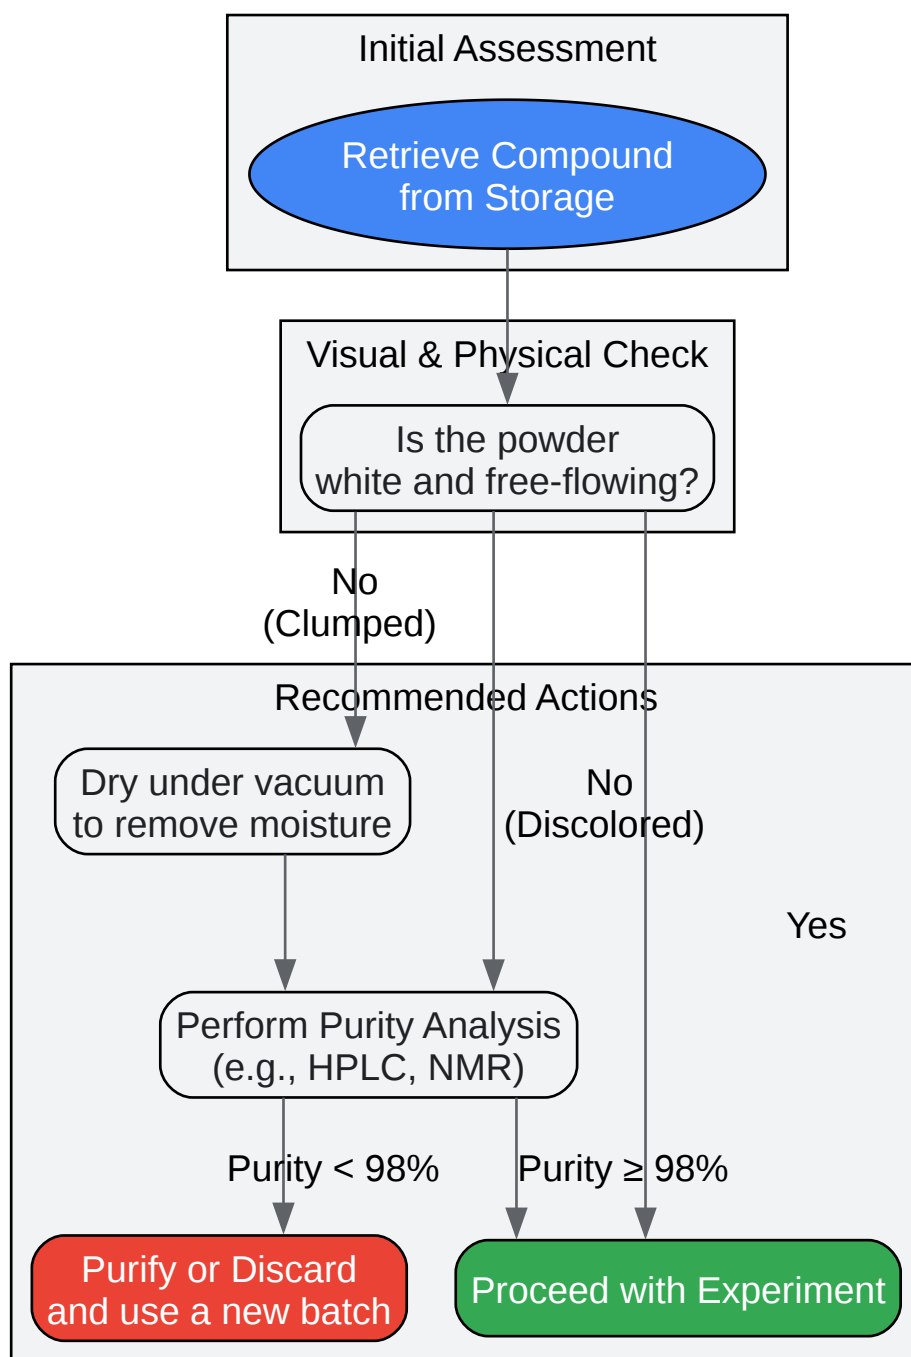 Initial Assessment
Retrieve Compound
from Storage
Visual & Physical Check
Is the powder
white and free-flowing?
No
(Clumped)
Recommended Actions
Dry under vacuum
to remove moisture
No
(Discolored)
Yes
Perform Purity Analysis
(e.g., HPLC, NMR)
Purity < 98%
Purity ≥ 98%
Purify or Discard
and use a new batch
Proceed with Experiment